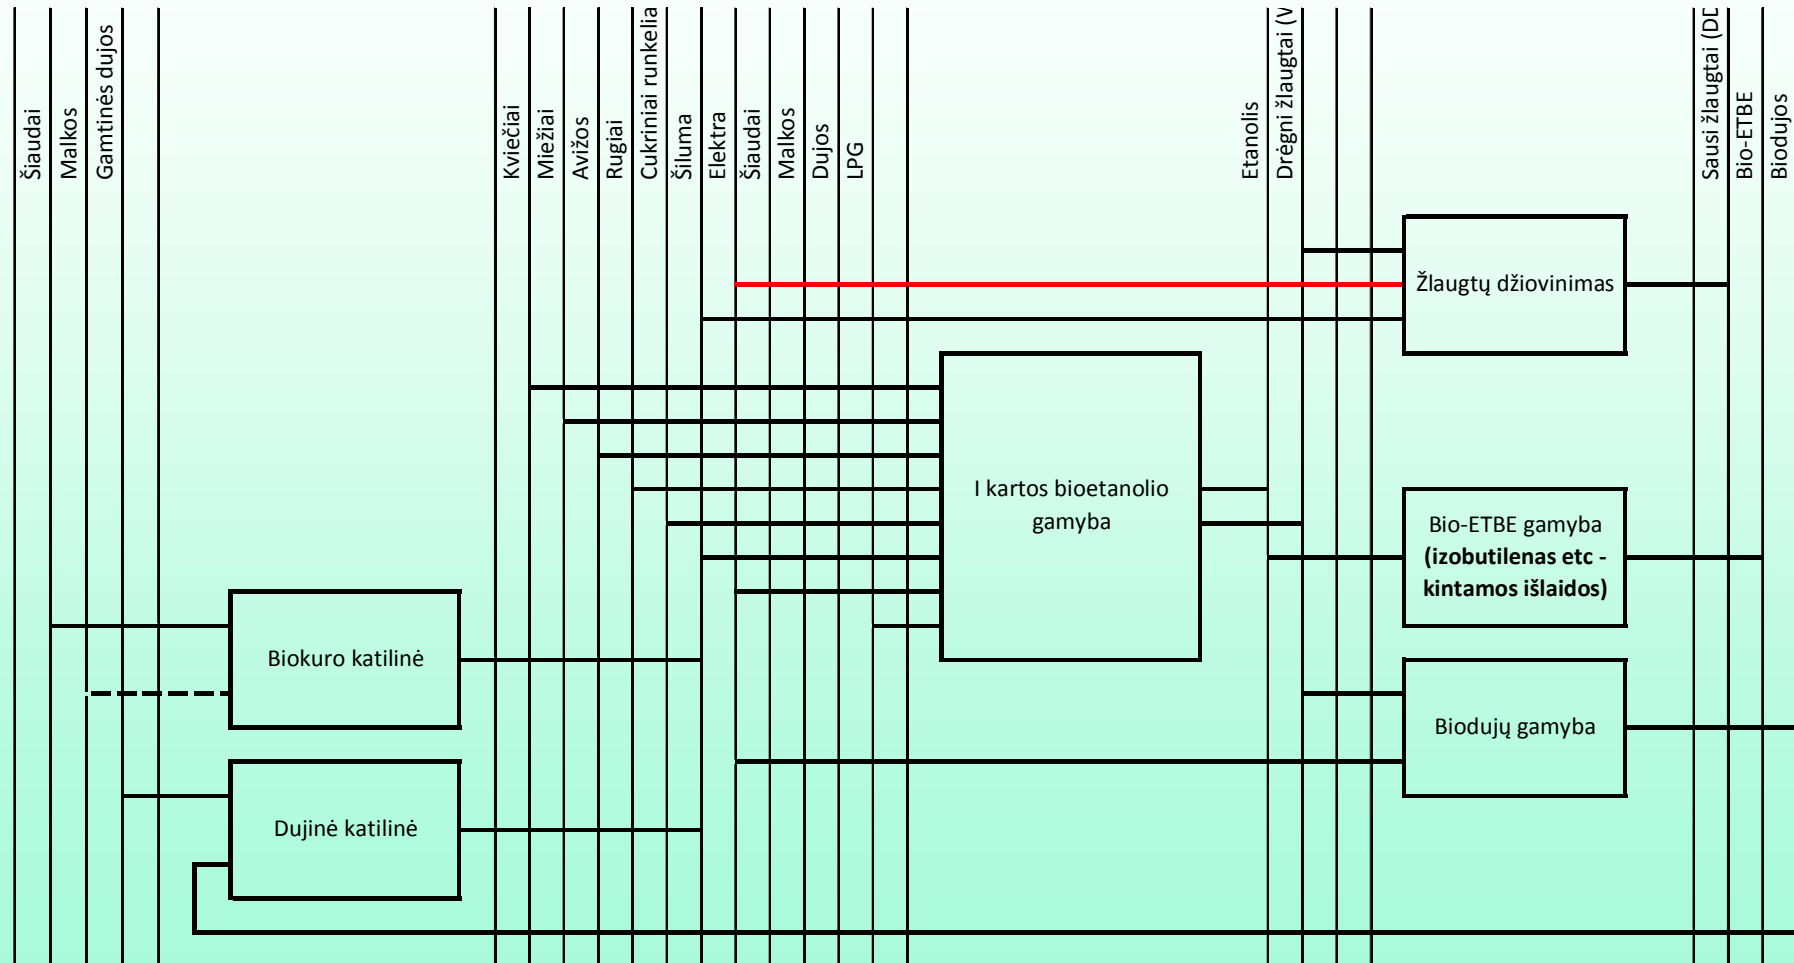 Šiaudai
Malkos
Gamtinės dujos
Kviečiai
Miežiai
Avižos
Rugiai
Cukriniai runkelia
Šiluma
Elektra
Šiaudai
Malkos
Dujos
LPG
Etanolis
Drėgni žlaugtai (
Sausi žlaugtai (DD
Bio-ETBE
Biodujos
Žlaugtų džiovinimas
I kartos bioetanolio
gamyba
Bio-ETBE gamyba
(izobutilenas etc -
kintamos išlaidos)
Biokuro katilinė
Biodujų gamyba
Dujinė katilinė